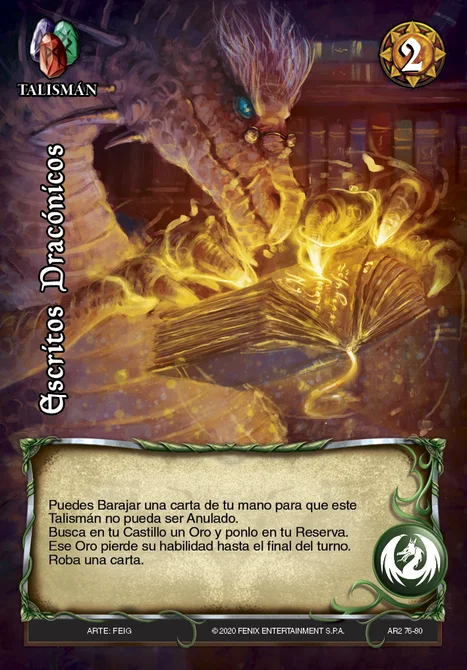 2
TALISMÁN
Escritos Dracónicos
Puedes Barajar una carta de tu mano para que este
Talismán no pueda ser Anulado.
Busca en tu Castillo un Oro y ponlo en tu Reserva.
Ese Oro pierde su habilidad hasta el final del turno.
Roba una carta.
ARTE: FEIG
©2020 FENIX ENTERTAINMENT S.P.A.
AR2 76-80